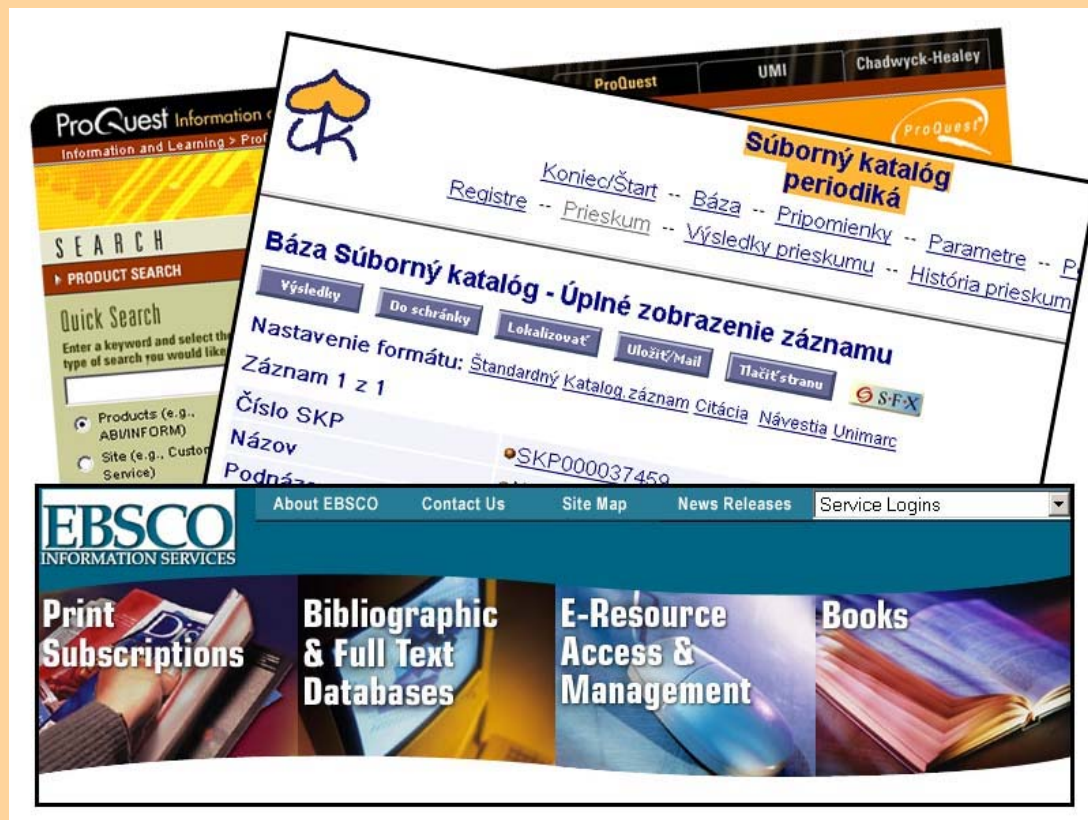 ProQuest
UMI
Chadwyck-Healey
ProQuest Information
Information and Learning >
ProQuest
SEARCH
PRODUCT SEARCH
Quick Search
Enter a keyword and select the
type of search you would like
Products (e.g.,
ABI/INFORM)
Site (e.g.,
Service)
Súborný katalóg
periodiká
Koniec/Štart -- Báza -- Pripomienky -- Parametre --
Registre -- Prieskum -- Výsledky prieskumu -- História
Báza Súborný katalóg - Úplné zobrazenie záznamu
Výsledky
Do schránky
Lokalizovať
Uložiť/Mail
Tlačiť stranu
S·F·X
Nastavenie formátu: Štandardný Katalog.záznam Citácia Návestia Unimarc
Záznam 1 z 1
Číslo SKP
SKP000037459
Názov
EBSCO
INFORMATION SERVICES
About EBSCO
Contact Us
Site Map
News Releases
Service Logins
Print
Subscriptions
Bibliographic
& Full Text
Databases
E-Resource
Access &
Management
Books